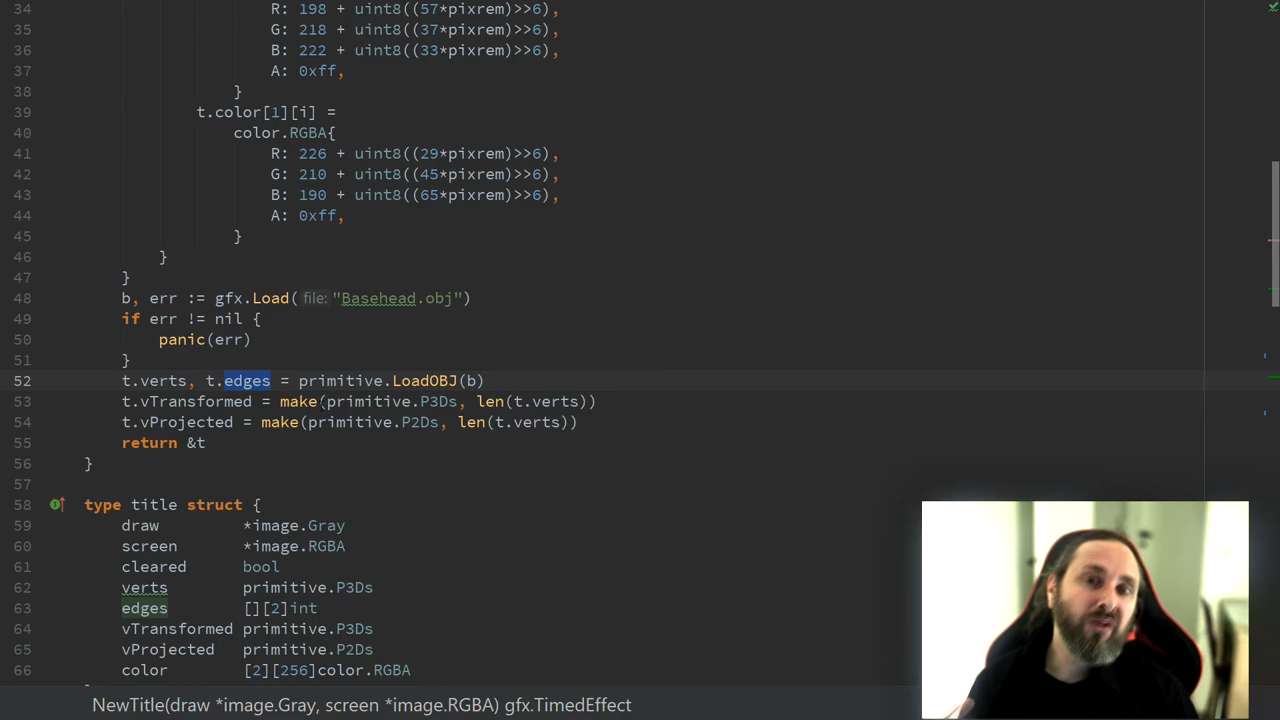 34 R: 198 + uint8((57*pixrem)>>6),
35 G: 218 + uint8((37*pixrem)>>6),
36 B: 222 + uint8((33*pixrem)>>6),
37 A: 0xff,
38 }
39 t.color[1][i] =
40 color.RGBA{
41 R: 226 + uint8((29*pixrem)>>6),
42 G: 210 + uint8((45*pixrem)>>6),
43 B: 190 + uint8((65*pixrem)>>6),
44 A: 0xff,
45 }
46 }
47 }
48 b, err := gfx.Load( file: "Basehead.obj")
49 if err != nil {
50 panic(err)
51 }
52 t.verts, t.edges = primitive.LoadOBJ(b)
53 t.vTransformed = make(primitive.P3Ds, len(t.verts))
54 t.vProjected = make(primitive.P2Ds, len(t.verts))
55 return &t
56 }
57
58 type title struct {
59 draw *image.Gray
60 screen *image.RGBA
61 cleared bool
62 verts primitive.P3Ds
63 edges [][2]int
64 vTransformed primitive.P3Ds
65 vProjected primitive.P2Ds
66 color [2][256]color.RGBA
NewTitle(draw *image.Gray, screen *image.RGBA) gfx.TimedEffect